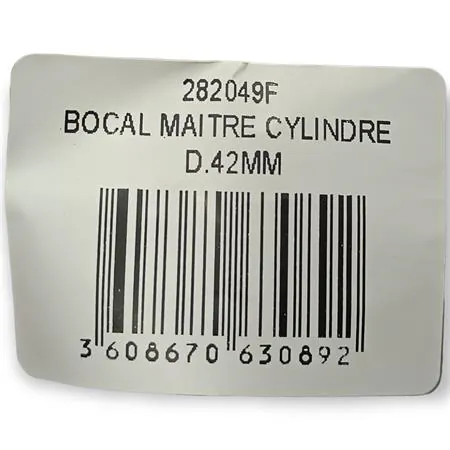 282049F
BOCAL MAITRE CYLINDRE
D.42MM
3 608670 630892